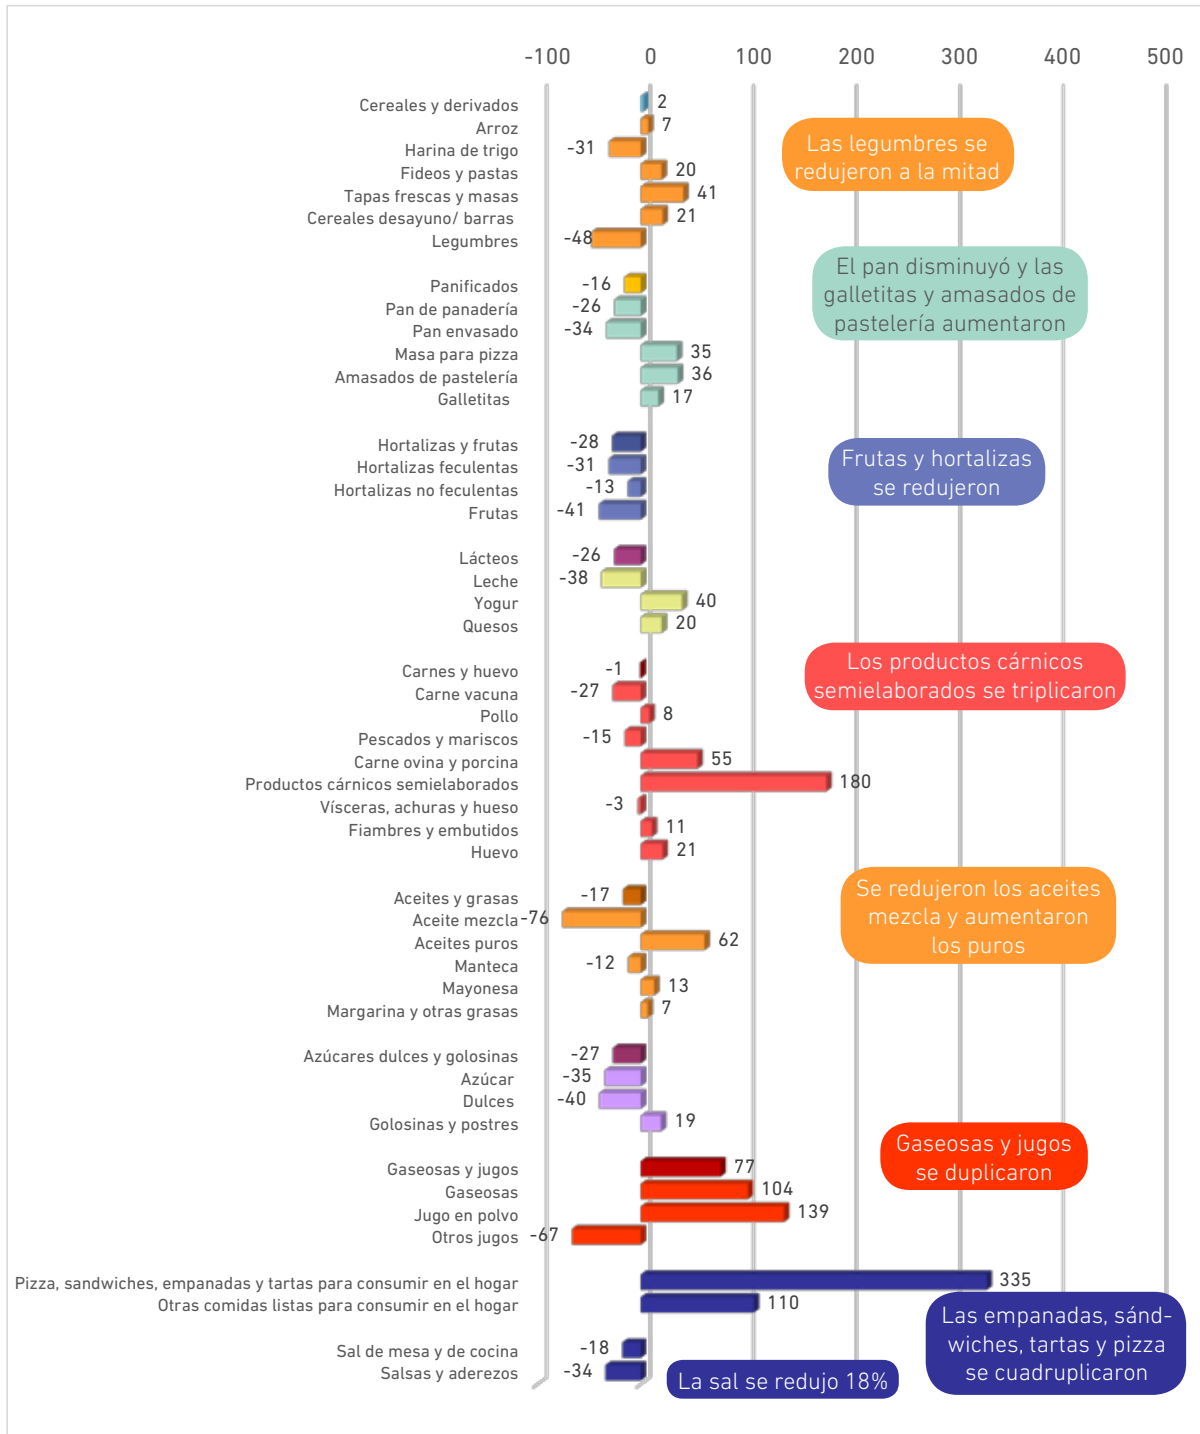 -100 0 100 200 300 400 500
Cereales y derivados 2
Arroz 7
Harina de trigo -31
Fideos y pastas 20
Tapas frescas y masas 41
Cereales desayuno/ barras 21
Legumbres -48
Las legumbres se
redujeron a la mitad
Panificados -16
Pan de panadería -26
Pan envasado -34
Masa para pizza 35
Amasados de pastelería 36
Galletitas 17
El pan disminuyó y las
galletitas y amasados de
pastelería aumentaron
Hortalizas y frutas -28
Hortalizas feculentas -31
Hortalizas no feculentas -13
Frutas -41
Frutas y hortalizas
se redujeron
Lácteos -26
Leche -38
Yogur 40
Quesos 20
Carnes y huevo -1
Carne vacuna -27
Pollo 8
Pescados y mariscos -15
Carne ovina y porcina 55
Productos cárnicos semielaborados 180
Vísceras, achuras y hueso -3
Fiambres y embutidos 11
Huevo 21
Los productos cárnicos
semielaborados se triplicaron
Aceites y grasas -17
Aceite mezcla -76
Aceites puros 62
Manteca -12
Mayonesa 13
Margarina y otras grasas 7
Se redujeron los aceites
mezcla y aumentaron
los puros
Azúcares dulces y golosinas -27
Azúcar -35
Dulces -40
Golosinas y postres 19
Gaseosas y jugos 77
Gaseosas 104
Jugo en polvo 139
Otros jugos -67
Gaseosas y jugos
se duplicaron
Pizza, sandwiches, empanadas y tartas para consumir en el hogar 335
Otras comidas listas para consumir en el hogar 110
Las empanadas, sánd-
wiches, tartas y pizza
se cuadruplicaron
Sal de mesa y de cocina -18
Salsas y aderezos -34
La sal se redujo 18%